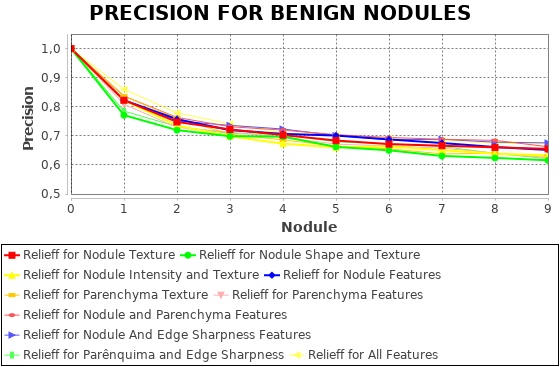 PRECISION FOR BENIGN NODULES
1,0
0,9
0,8
0,7
0,6
0,5
Precision
0 1 2 3 4 5 6 7 8 9
Nodule
Relieff for Nodule Texture Relieff for Nodule Shape and Texture
Relieff for Nodule Intensity and Texture Relieff for Nodule Features
Relieff for Parenchyma Texture Relieff for Parenchyma Features
Relieff for Nodule and Parenchyma Features
Relieff for Nodule And Edge Sharpness Features
Relieff for Parênquima and Edge Sharpness Relieff for All Features